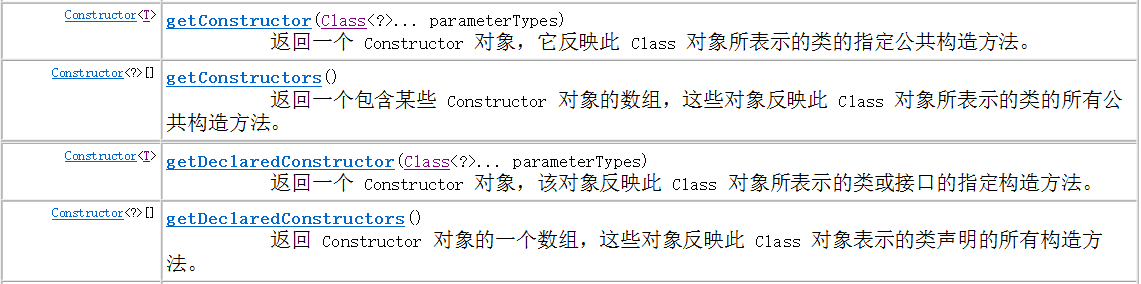 Constructor<T> getConstructor(Class<?>... parameterTypes)
返回一个 Constructor 对象，它反映此 Class 对象所表示的类的指定公共构造方法。
Constructor<?>[] getConstructors()
返回一个包含某些 Constructor 对象的数组，这些对象反映此 Class 对象所表示的类的所有公
共构造方法。
Constructor<T> getDeclaredConstructor(Class<?>... parameterTypes)
返回一个 Constructor 对象，该对象反映此 Class 对象所表示的类或接口的指定构造方法。
Constructor<?>[] getDeclaredConstructors()
返回 Constructor 对象的一个数组，这些对象反映此 Class 对象表示的类声明的所有构造方
法。